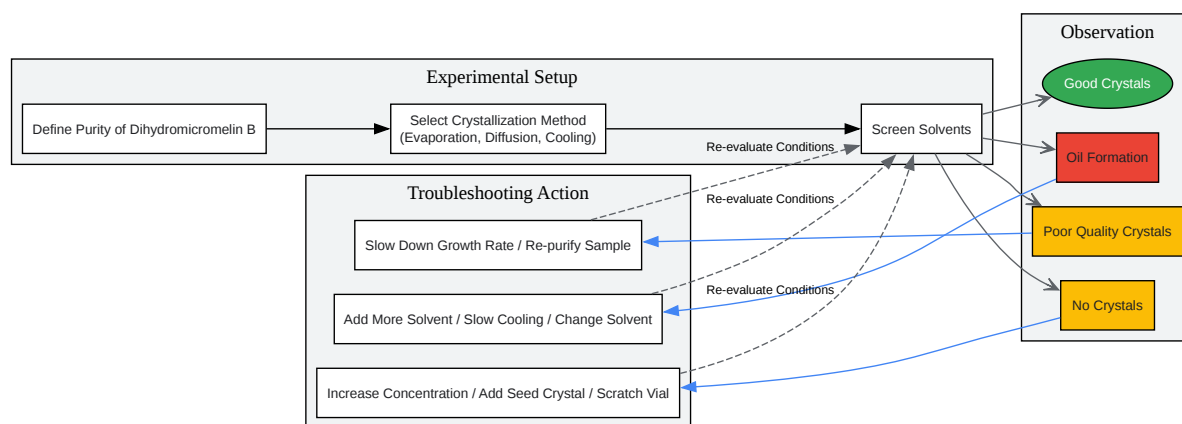 Observation
Experimental Setup
Good Crystals
Define Purity of Dihydromicromelin B
Select Crystallization Method
(Evaporation, Diffusion, Cooling)
Screen Solvents
Re-evaluate Conditions
Oil Formation
Troubleshooting Action
Re-evaluate Conditions
Slow Down Growth Rate / Re-purify Sample
Poor Quality Crystals
Re-evaluate Conditions
Add More Solvent / Slow Cooling / Change Solvent
No Crystals
Increase Concentration / Add Seed Crystal / Scratch Vial